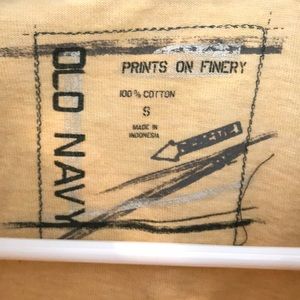 OLD NAVY
PRINTS ON FINERY
100% COTTON
S
MADE IN
INDONESIA